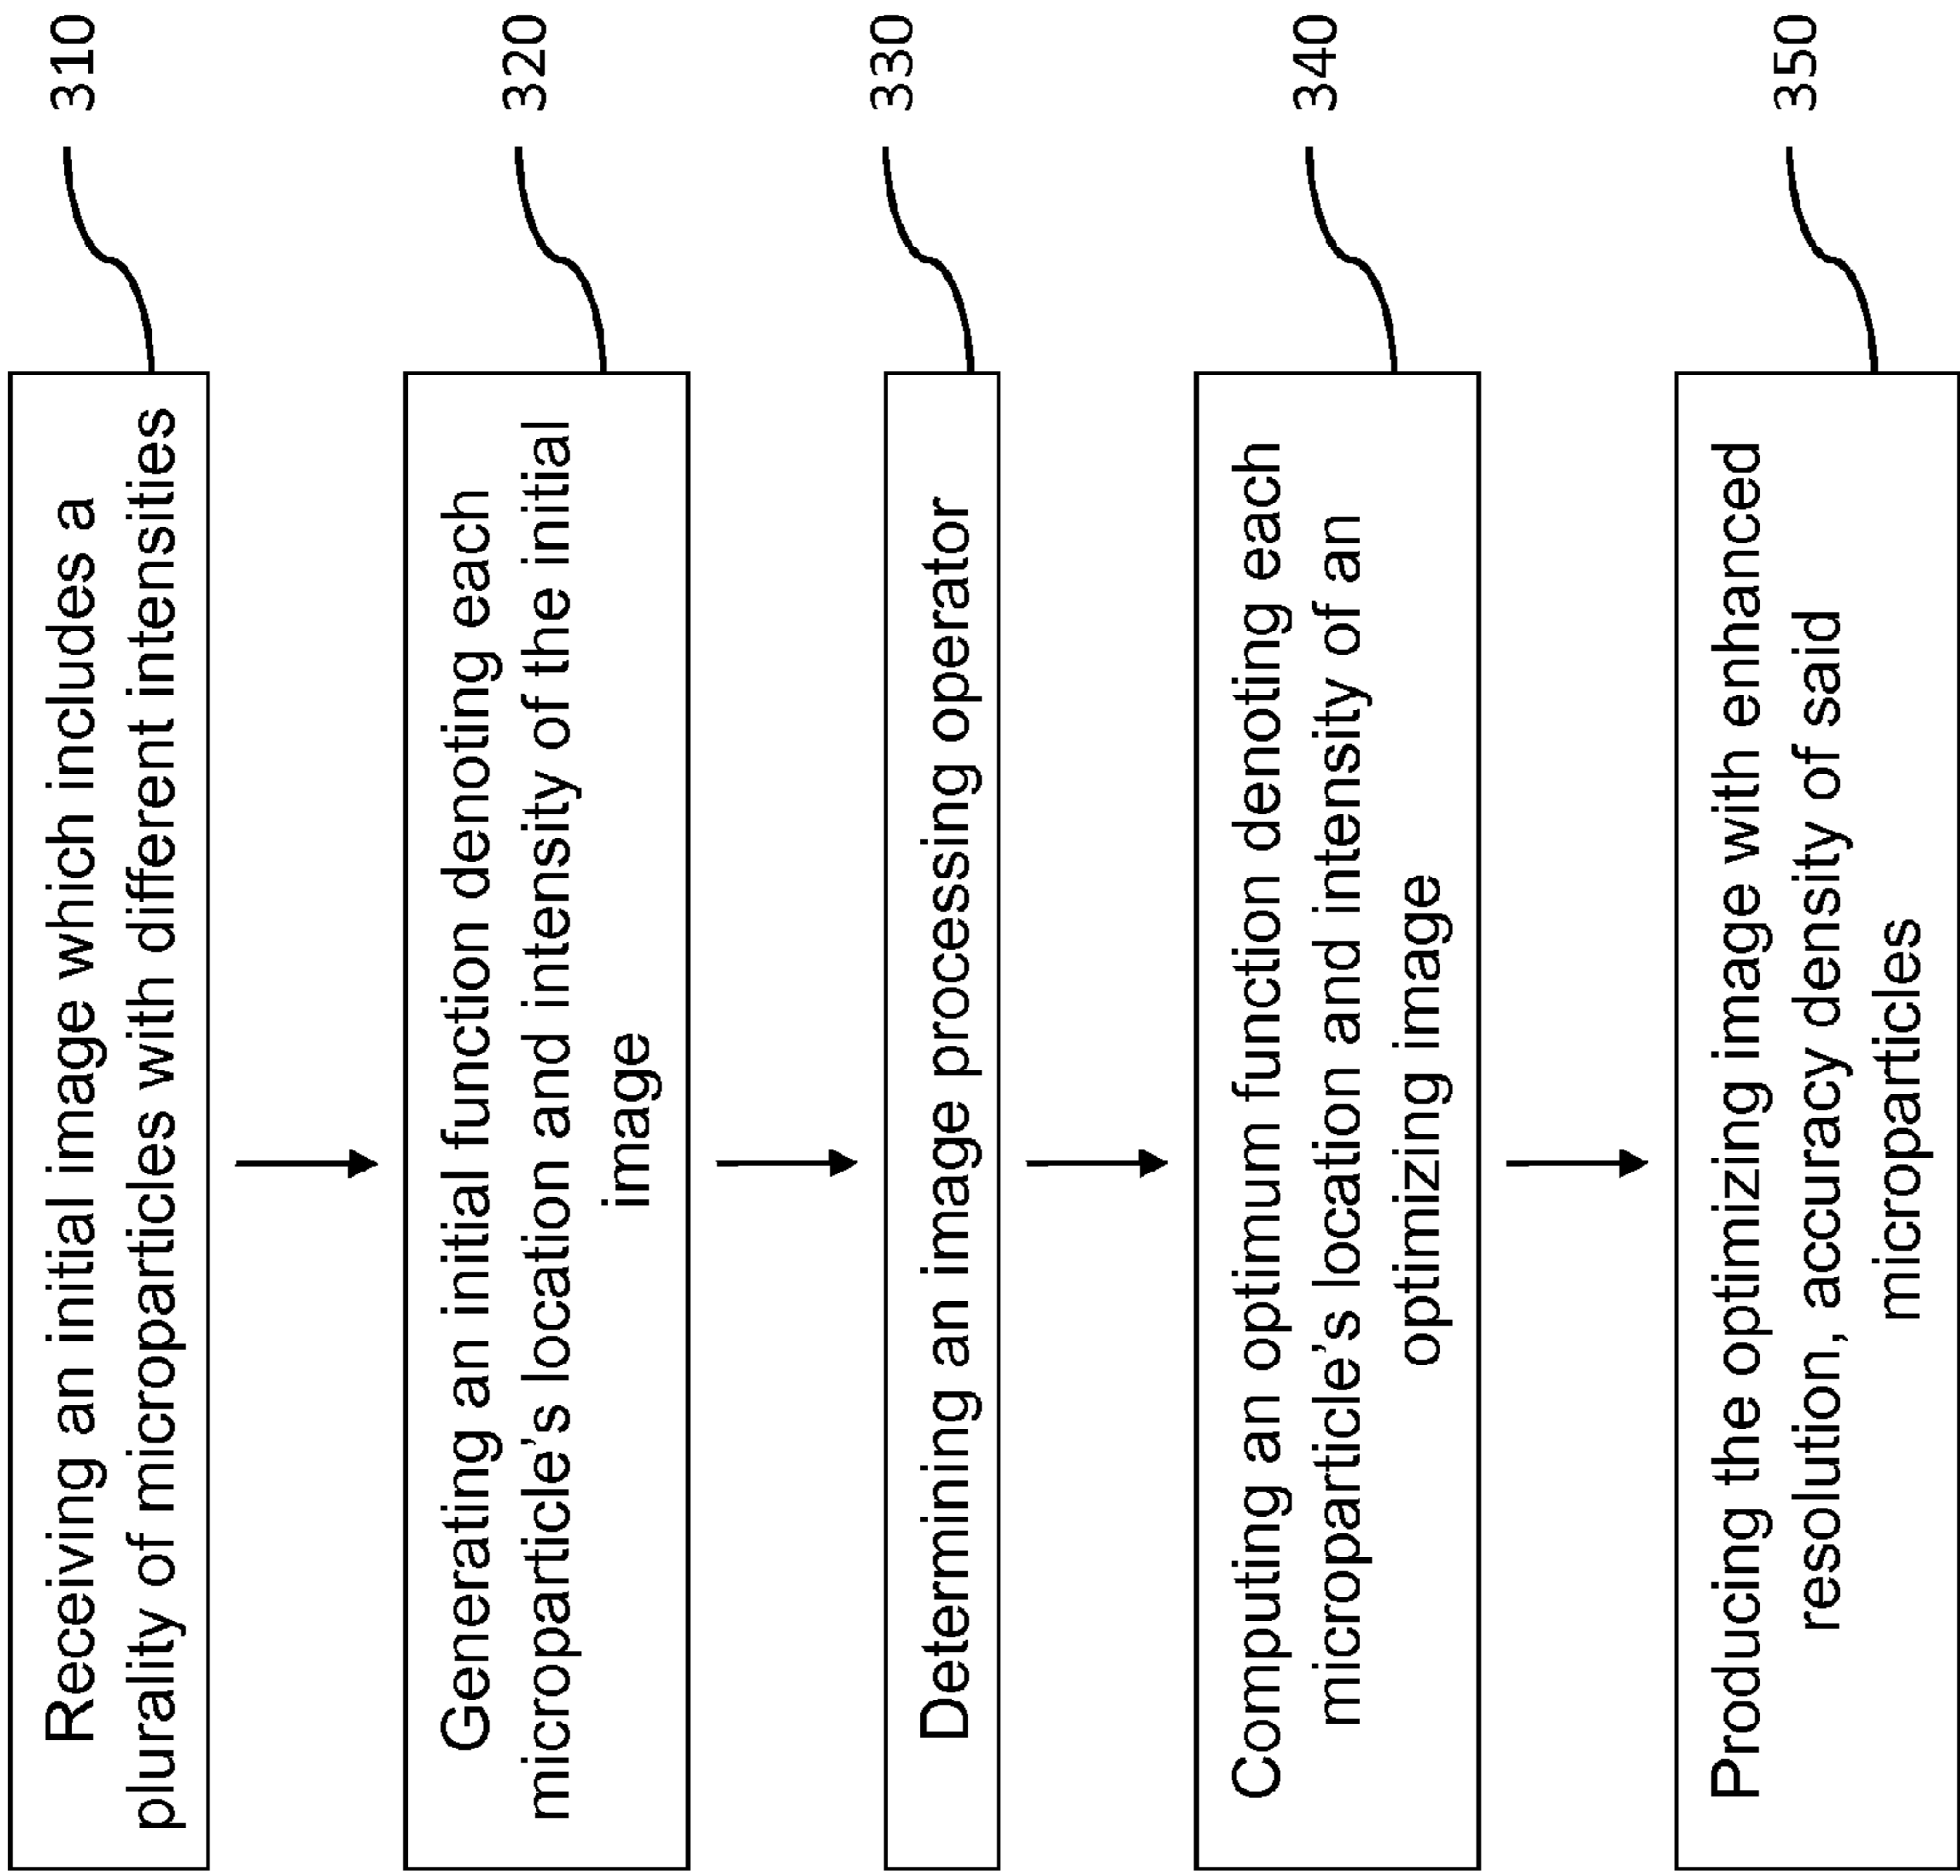 Receiving an initial image which includes a
plurality of microparticles with different intensities
310
Generating an initial function denoting each
microparticle's location and intensity of the initial
image
320
Determining an image processing operator
330
Computing an optimum function denoting each
microparticle's location and intensity of an
optimizing image
340
Producing the optimizing image with enhanced
resolution, accuracy density of said
microparticles
350